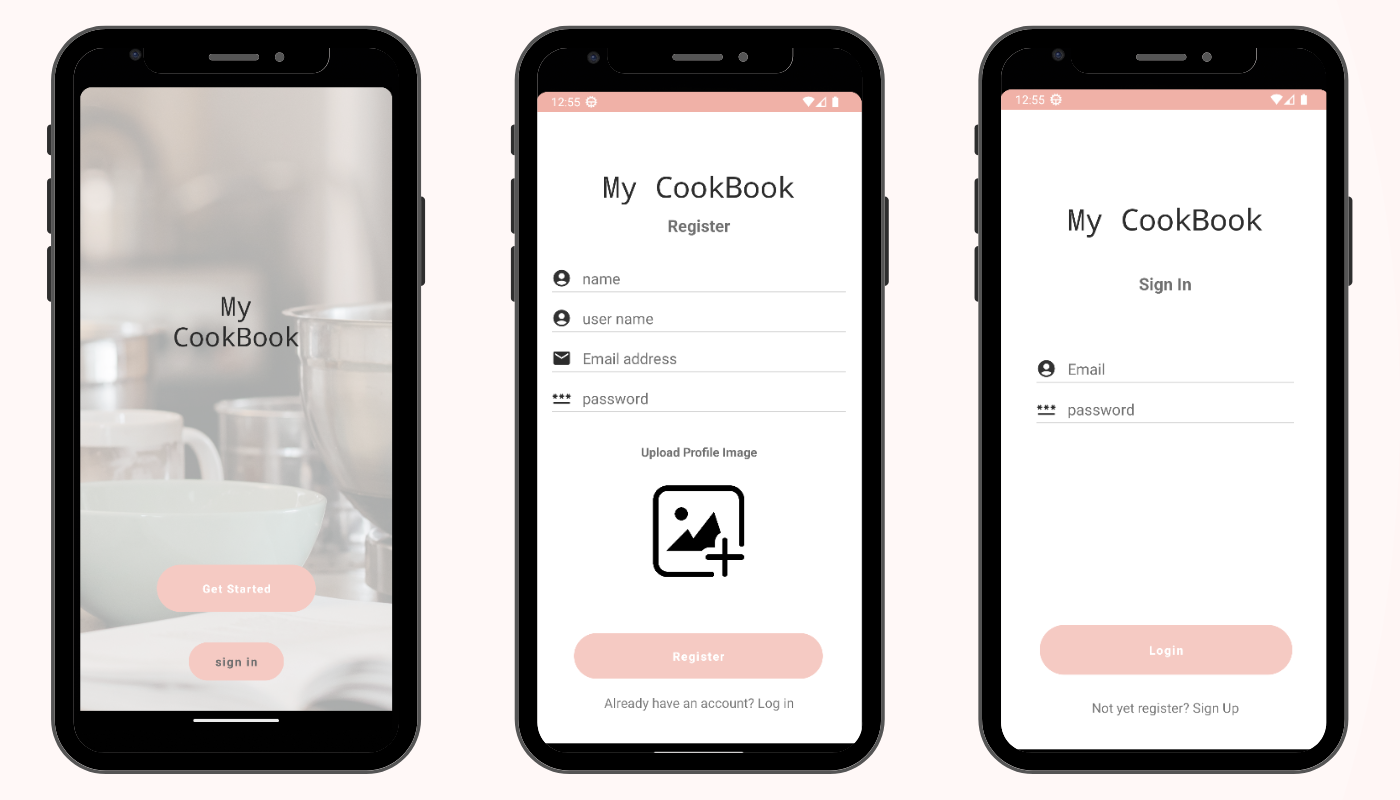 My
CookBook
Get Started
sign in
12:55
My CookBook
Register
name
user name
Email address
password
Upload Profile Image
Register
Already have an account? Log in
12:55
My CookBook
Sign In
Email
password
Login
Not yet register? Sign Up